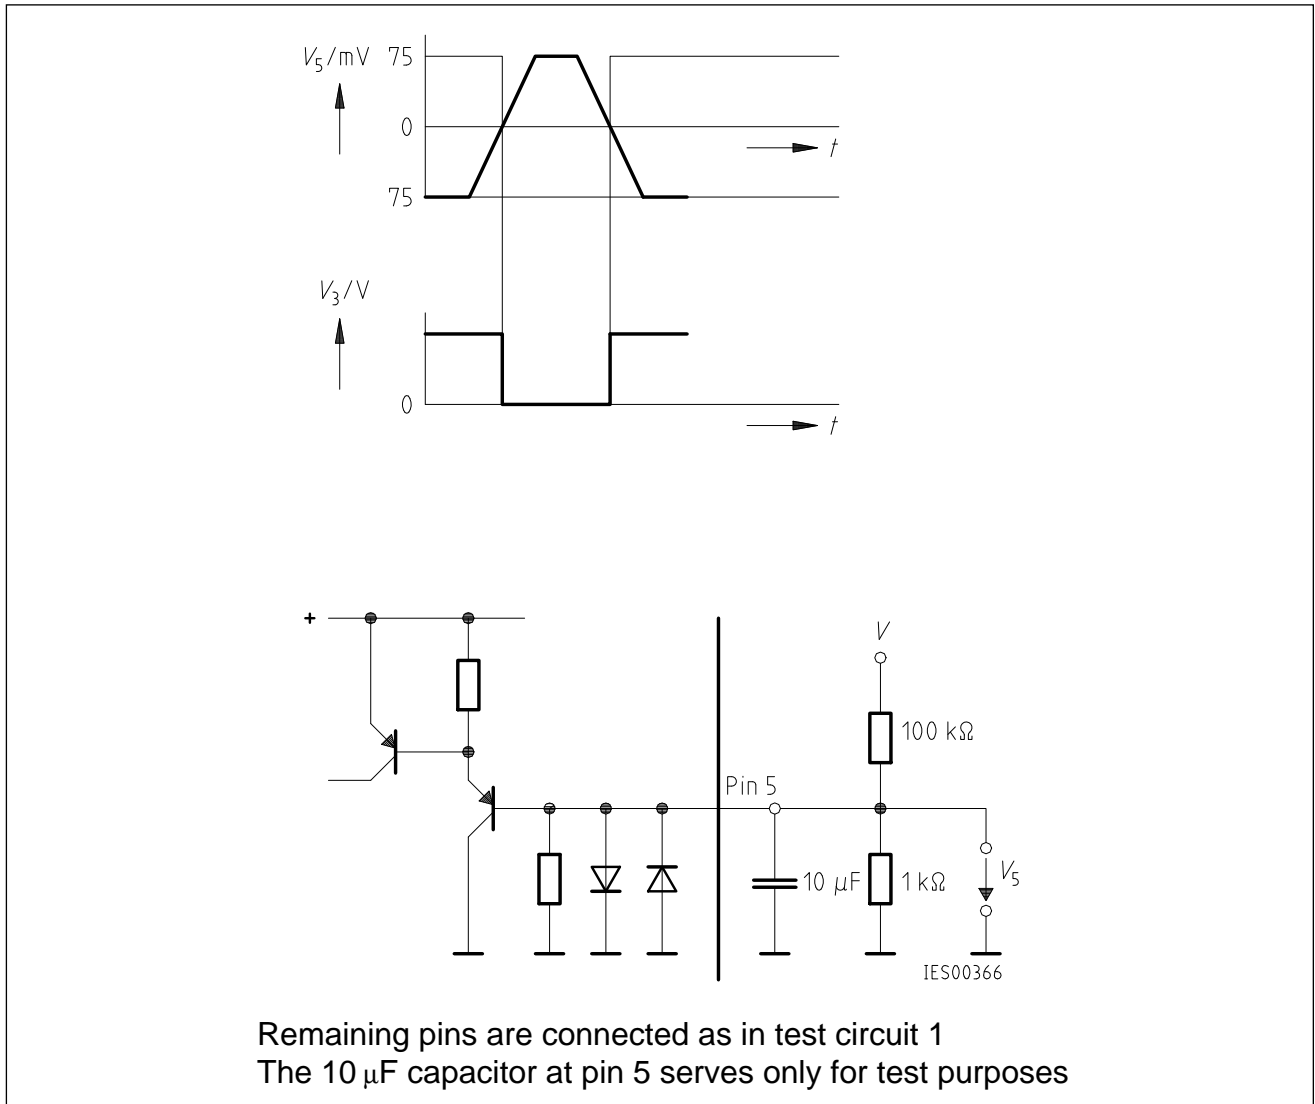 V5/mV
75
0
t
75
V3/V
0
t
+
V
100 kΩ
Pin 5
10 μF
1 kΩ
V5
IES00366
Remaining pins are connected as in test circuit 1
The 10 μF capacitor at pin 5 serves only for test purposes